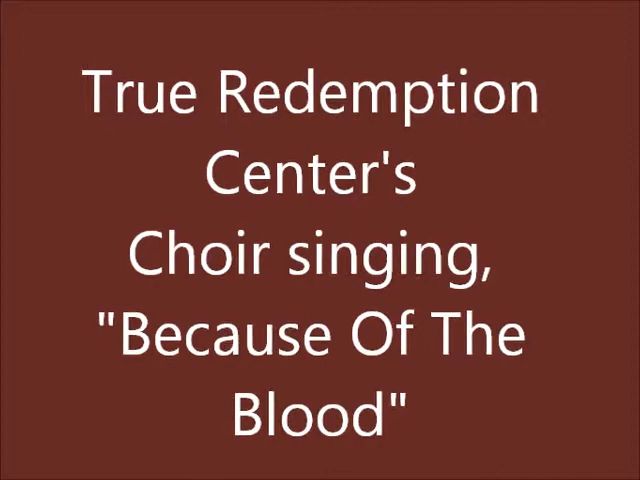 True Redemption
Center's
Choir singing,
"Because Of The
Blood"